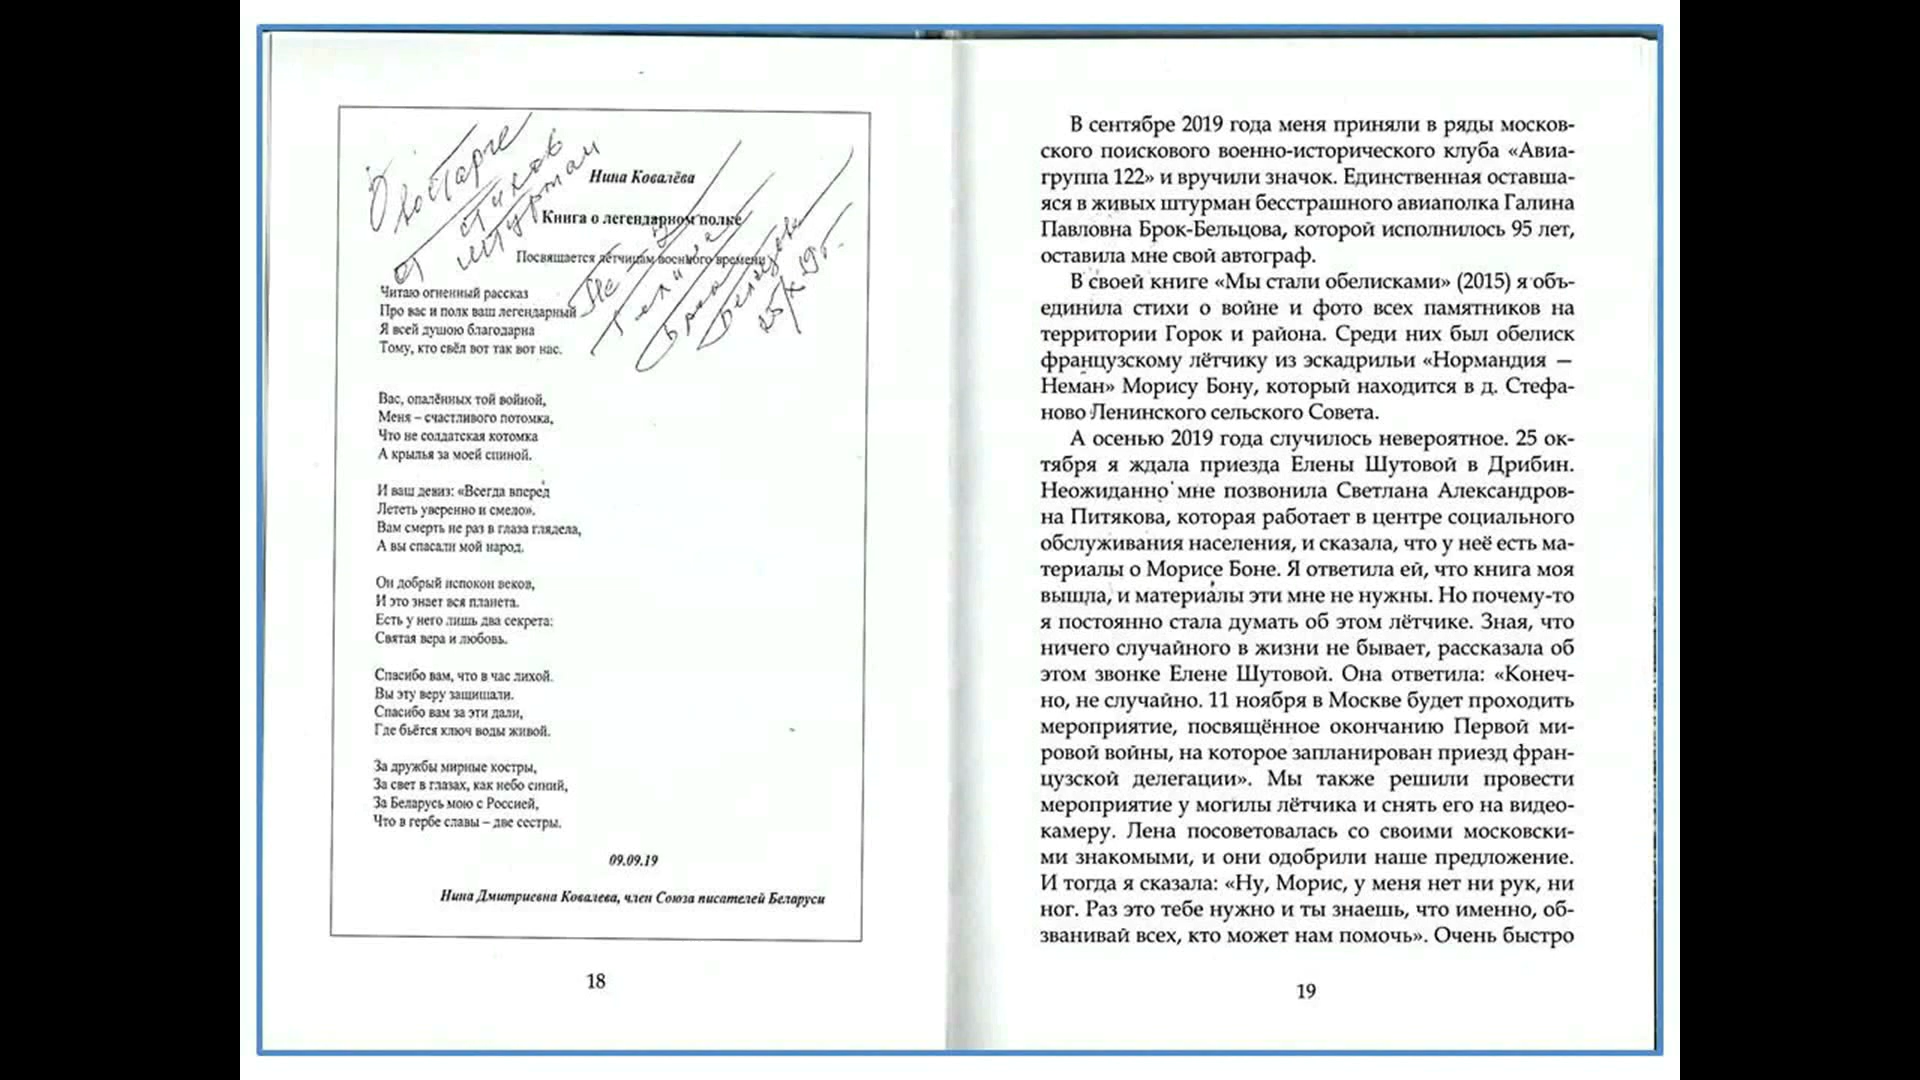 О восторге
от стихов
штурман
Нина Ковалёва
Книга о легендарном полке
Посвящается лётчицам военного времени
Галина
Брок
Бельцова
Читаю огненный рассказ
Про вас и полк ваш легендарный
Я всей душою благодарна
Тому, кто свёл вот так вот нас.
Вас, опалённых той войной,
Меня – счастливого потомка,
Что не солдатская котомка
А крылья за моей спиной.
И ваш девиз: «Всегда вперед
Лететь уверенно и смело».
Вам смерть не раз в глаза глядела,
А вы спасали мой народ.
Он добрый испокон веков,
И это знает вся планета.
Есть у него лишь два секрета:
Святая вера и любовь.
Спасибо вам, что в час лихой.
Вы эту веру защищали.
Спасибо вам за эти дали,
Где бьётся ключ воды живой.
За дружбы мирные костры,
За свет в глазах, как небо синий,
За Беларусь мою с Россией,
Что в гербе славы – две сестры.
09.09.19
Нина Дмитриевна Ковалева, член Союза писателей Беларуси
18
В сентябре 2019 года меня приняли в ряды москов-
ского поискового военно-исторического клуба «Авиа-
группа 122» и вручили значок. Единственная оставша-
яся в живых штурман бесстрашного авиаполка Галина
Павловна Брок-Бельцова, которой исполнилось 95 лет,
оставила мне свой автограф.
В своей книге «Мы стали обелисками» (2015) я объ-
единила стихи о войне и фото всех памятников на
территории Горок и района. Среди них был обелиск
французскому лётчику из эскадрильи «Нормандия —
Неман» Морису Бону, который находится в д. Стефа-
ново Ленинского сельского Совета.
А осенью 2019 года случилось невероятное. 25 ок-
тября я ждала приезда Елены Шутовой в Дрибин.
Неожиданно мне позвонила Светлана Александров-
на Питякова, которая работает в центре социального
обслуживания населения, и сказала, что у неё есть ма-
териалы о Морисе Боне. Я ответила ей, что книга моя
вышла, и материалы эти мне не нужны. Но почему-то
я постоянно стала думать об этом лётчике. Зная, что
ничего случайного в жизни не бывает, рассказала об
этом звонке Елене Шутовой. Она ответила: «Конеч-
но, не случайно. 11 ноября в Москве будет проходить
мероприятие, посвящённое окончанию Первой ми-
ровой войны, на которое запланирован приезд фран-
цузской делегации». Мы также решили провести
мероприятие у могилы лётчика и снять его на видео-
камеру. Лена посоветовалась со своими московски-
ми знакомыми, и они одобрили наше предложение.
И тогда я сказала: «Ну, Морис, у меня нет ни рук, ни
ног. Раз это тебе нужно и ты знаешь, что именно, об-
званивай всех, кто может нам помочь». Очень быстро
19